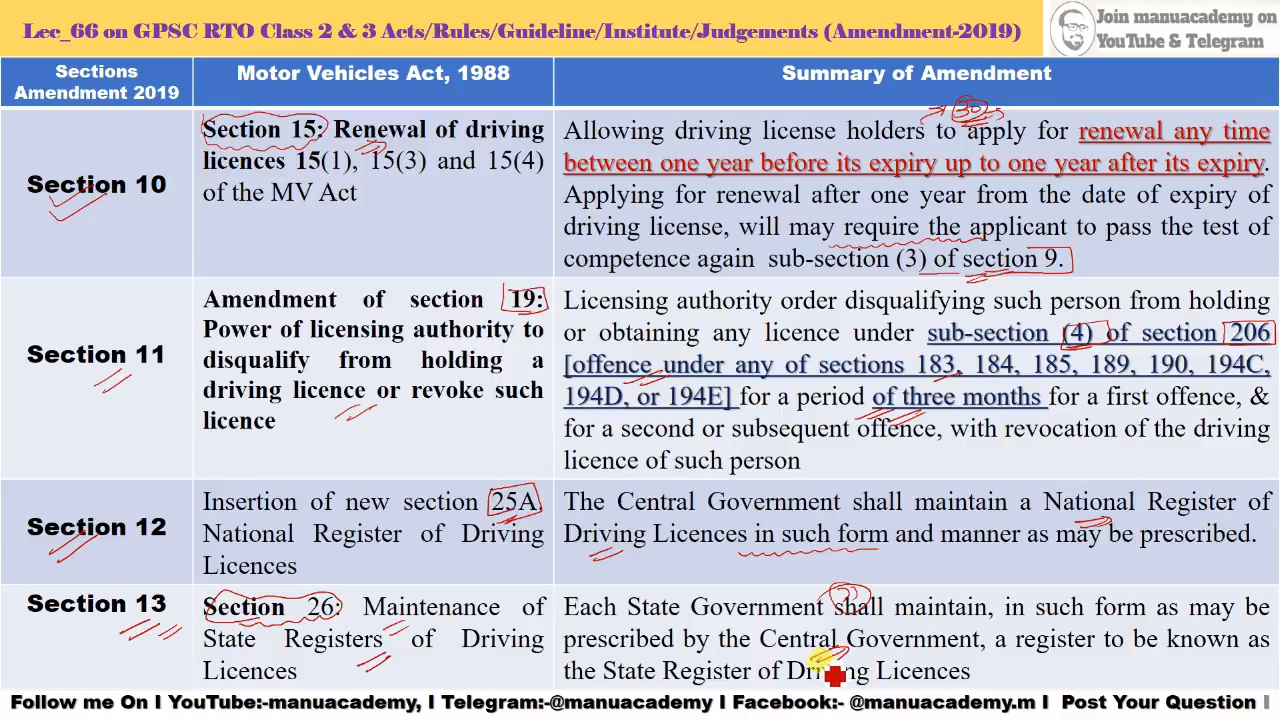 Lec_66 on GPSC RTO Class 2 & 3 Acts/Rules/Guideline/Institute/Judgements (Amendment-2019)
Join manuacademy on
YouTube & Telegram
Sections
Amendment 2019
Motor Vehicles Act, 1988
Summary of Amendment
Section 10
Section 15: Renewal of driving
licences 15(1), 15(3) and 15(4)
of the MV Act
30
Allowing driving license holders to apply for renewal any time
between one year before its expiry up to one year after its expiry.
Applying for renewal after one year from the date of expiry of
driving license, will may require the applicant to pass the test of
competence again sub-section (3) of section 9.
Section 11
Amendment of section 19:
Power of licensing authority to
disqualify from holding a
driving licence or revoke such
licence
Licensing authority order disqualifying such person from holding
or obtaining any licence under sub-section (4) of section 206
[offence under any of sections 183, 184, 185, 189, 190, 194C,
194D, or 194E] for a period of three months for a first offence, &
for a second or subsequent offence, with revocation of the driving
licence of such person
Section 12
Insertion of new section 25A,
National Register of Driving
Licences
The Central Government shall maintain a National Register of
Driving Licences in such form and manner as may be prescribed.
Section 13
Section 26: Maintenance of
State Registers of Driving
Licences
Each State Government shall maintain, in such form as may be
prescribed by the Central Government, a register to be known as
the State Register of Driving Licences
Follow me On I YouTube:-manuacademy, I Telegram:-@manuacademy I Facebook:- @manuacademy.m I Post Your Question I